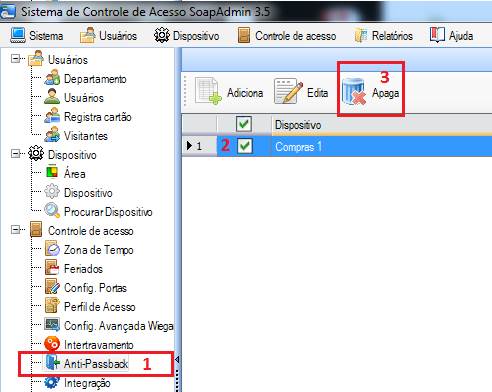 Sistema de Controle de Acesso SoapAdmin 3.5
Sistema Usuários Dispositivo Controle de acesso Relatórios Ajuda
Usuários
Departamento
Usuários
Registra cartão
Visitantes
Dispositivo
Área
Dispositivo
Procurar Dispositivo
Controle de acesso
Zona de Tempo
Feriados
Config. Portas
Perfil de Acesso
Config. Avançada Wiega
Intertravamento
Anti-Passback 1
Integração
Adiciona Edita Apaga 3
Dispositivo
1 2 Compras 1